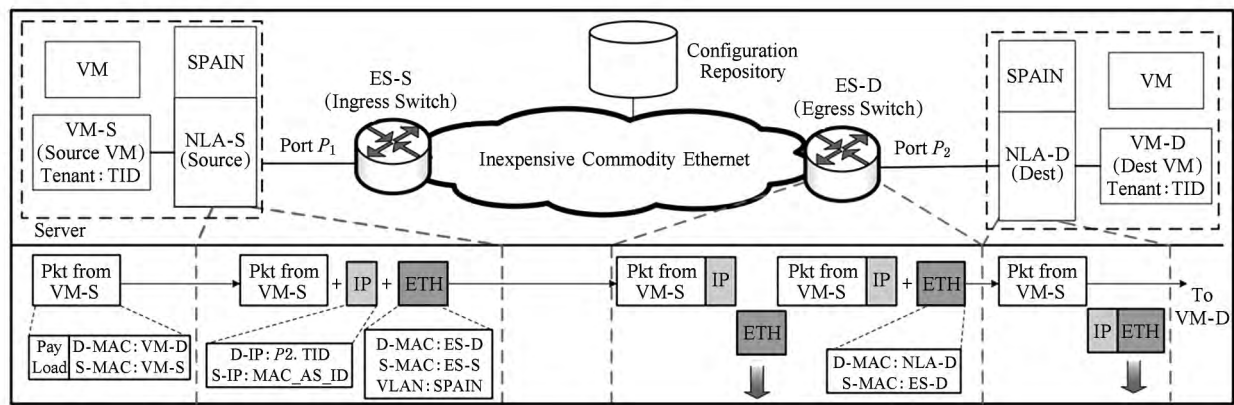 VM
SPAIN
VM-S
(Source VM)
Tenant:TID
NLA-S
(Source)
Server
Port P₁
ES-S
(Ingress Switch)
Configuration
Repository
Inexpensive Commodity Ethernet
ES-D
(Egress Switch)
Port P₂
SPAIN
NLA-D
(Dest)
VM
VM-D
(Dest VM)
Tenant:TID
Pkt from
VM-S
Pkt from
VM-S
+
IP
+
ETH
Pkt from
VM-S
IP
ETH
Pkt from
VM-S
IP
+
ETH
Pkt from
VM-S
IP
ETH
To
VM-D
Pay
Load
D-MAC:VM-D
S-MAC:VM-S
D-IP:P2. TID
S-IP:MAC_AS_ID
D-MAC:ES-D
S-MAC:ES-S
VLAN:SPAIN
D-MAC:NLA-D
S-MAC:ES-D